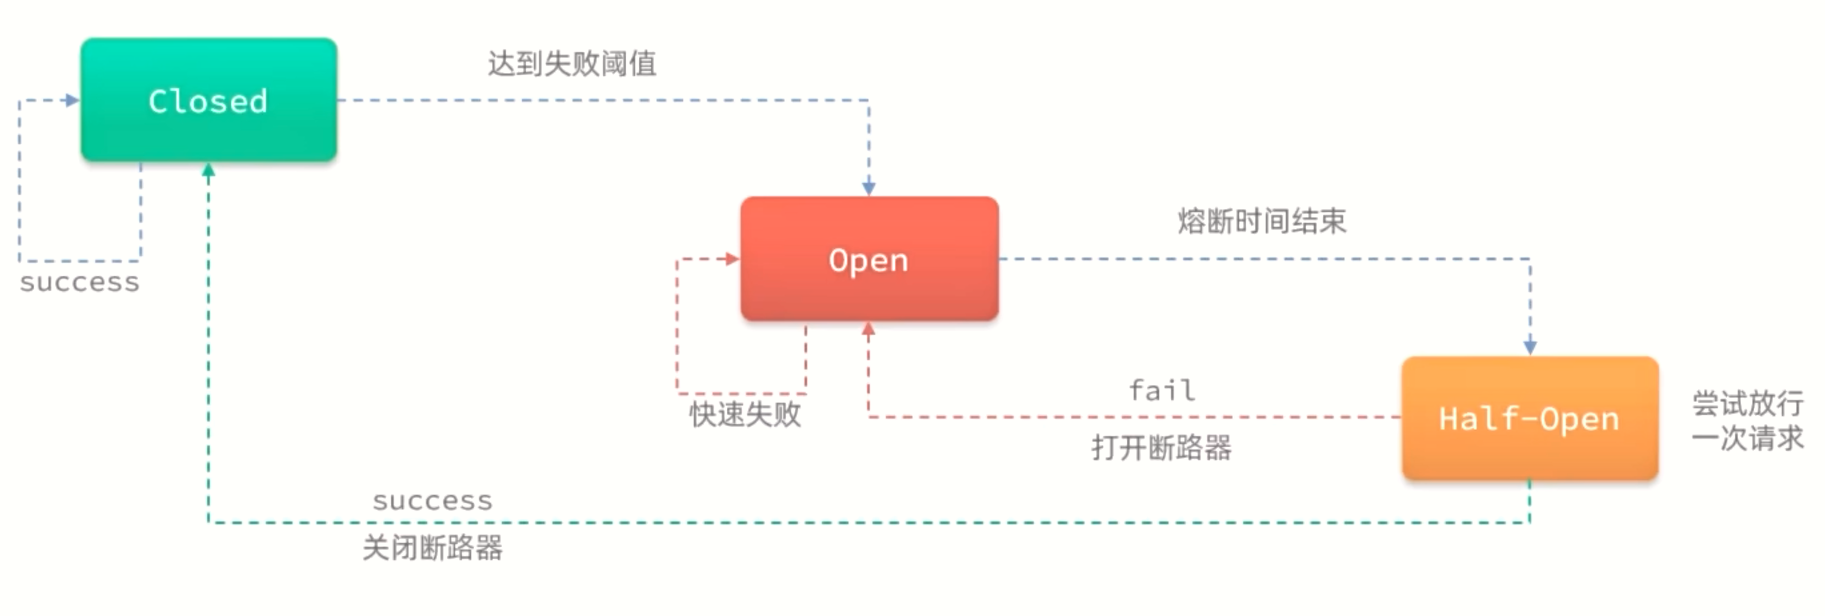 达到失败阈值
Closed
success
熔断时间结束
Open
快速失败
fail
打开断路器
Half-Open
尝试放行
一次请求
success
关闭断路器